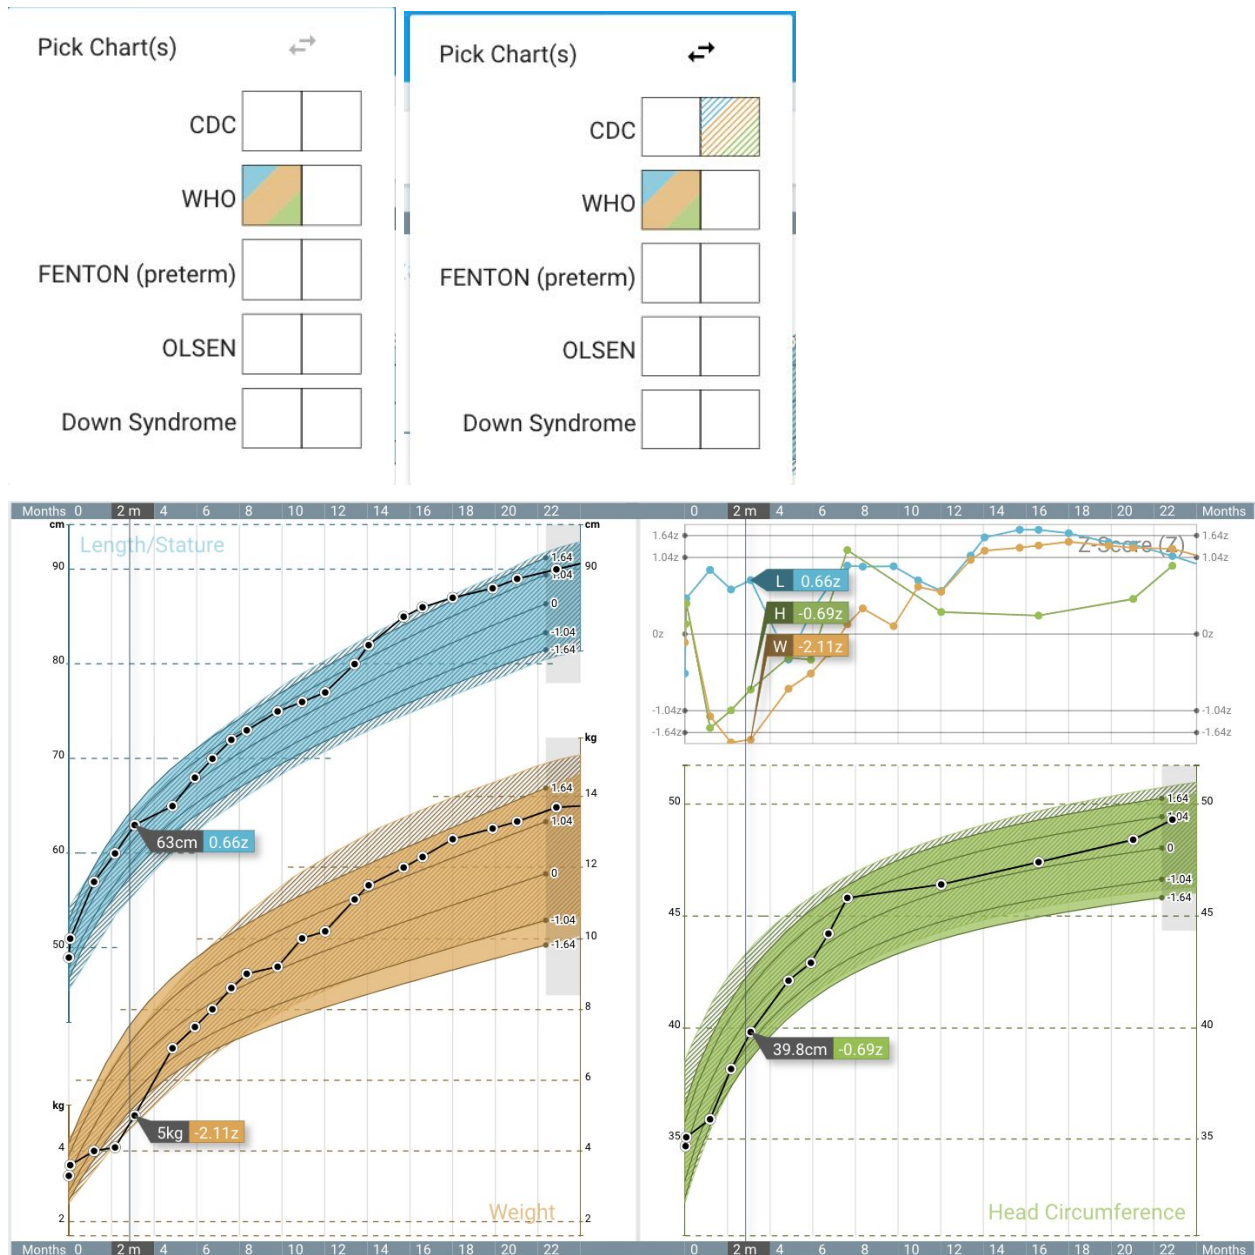 Pick Chart(s)
CDC
WHO
FENTON (preterm)
OLSEN
Down Syndrome
Pick Chart(s)
CDC
WHO
FENTON (preterm)
OLSEN
Down Syndrome
Months 0 2 m 4 6 8 10 12 14 16 18 20 22
0 2 m 4 6 8 10 12 14 16 18 20 22 Months
cm
cm
Length/Stature
90
80
70
60
50
90
1.64
1.04
0
-1.04
-1.64
63cm 0.66z
kg
14
12
10
8
6
4
2
1.64
1.04
0
-1.04
-1.64
kg
4
2
5kg -2.11z
Weight
Z-Score (Z)
1.64z
1.04z
0z
-1.04z
-1.64z
1.64z
1.04z
0z
-1.04z
-1.64z
L 0.66z
H -0.69z
W -2.11z
50
45
40
35
50
45
40
35
1.64
1.04
0
-1.04
-1.64
39.8cm -0.69z
Head Circumference
Months 0 2 m 4 6 8 10 12 14 16 18 20 22
0 2 m 4 6 8 10 12 14 16 18 20 22 Months